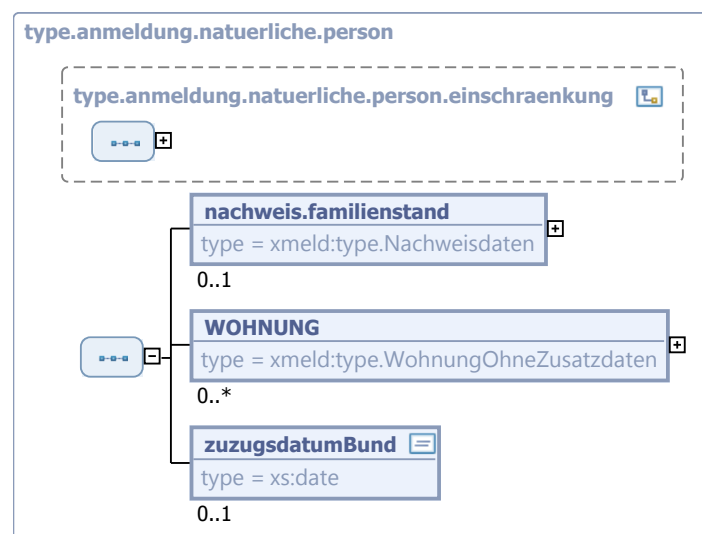 type.anmeldung.natuerliche.person
type.anmeldung.natuerliche.person.einschraenkung
nachweis.familienstand
type = xmeld:type.Nachweisdaten
0..1
WOHNUNG
type = xmeld:type.WohnungOhneZusatzdaten
0..*
zuzugsdatumBund
type = xs:date
0..1